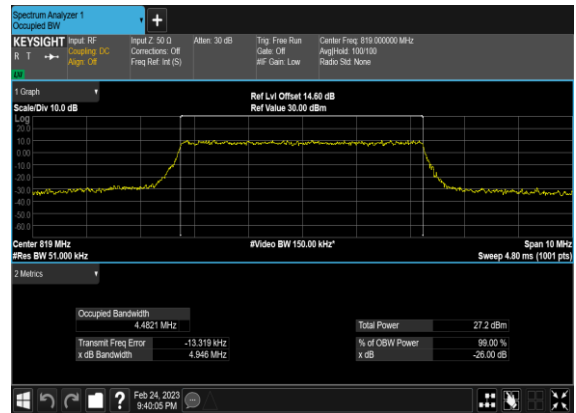 Spectrum Analyzer 1
Occupied BW
+
KEYSIGHT Input: RF Input Z: 50 Ω Atten: 30 dB Trig: Free Run Center Freq: 819.000000 MHz
R T Coupling: DC Corrections: Off Gate: Off Avg|Hold: 100/100
Align: Off Freq Ref: Int (S) #IF Gain: Low Radio Std: None
1 Graph
Ref Lvl Offset 14.60 dB
Scale/Div 10.0 dB Ref Value 30.00 dBm
Log
20.0
10.0
0.00
-10.0
-20.0
-30.0
-40.0
-50.0
-60.0
Center 819 MHz #Video BW 150.00 kHz* Span 10 MHz
#Res BW 51.000 kHz Sweep 4.80 ms (1001 pts)
2 Metrics
Occupied Bandwidth
4.4821 MHz Total Power 27.2 dBm
Transmit Freq Error -13.319 kHz % of OBW Power 99.00 %
x dB Bandwidth 4.946 MHz x dB -26.00 dB
? Feb 24, 2023
9:40:05 PM